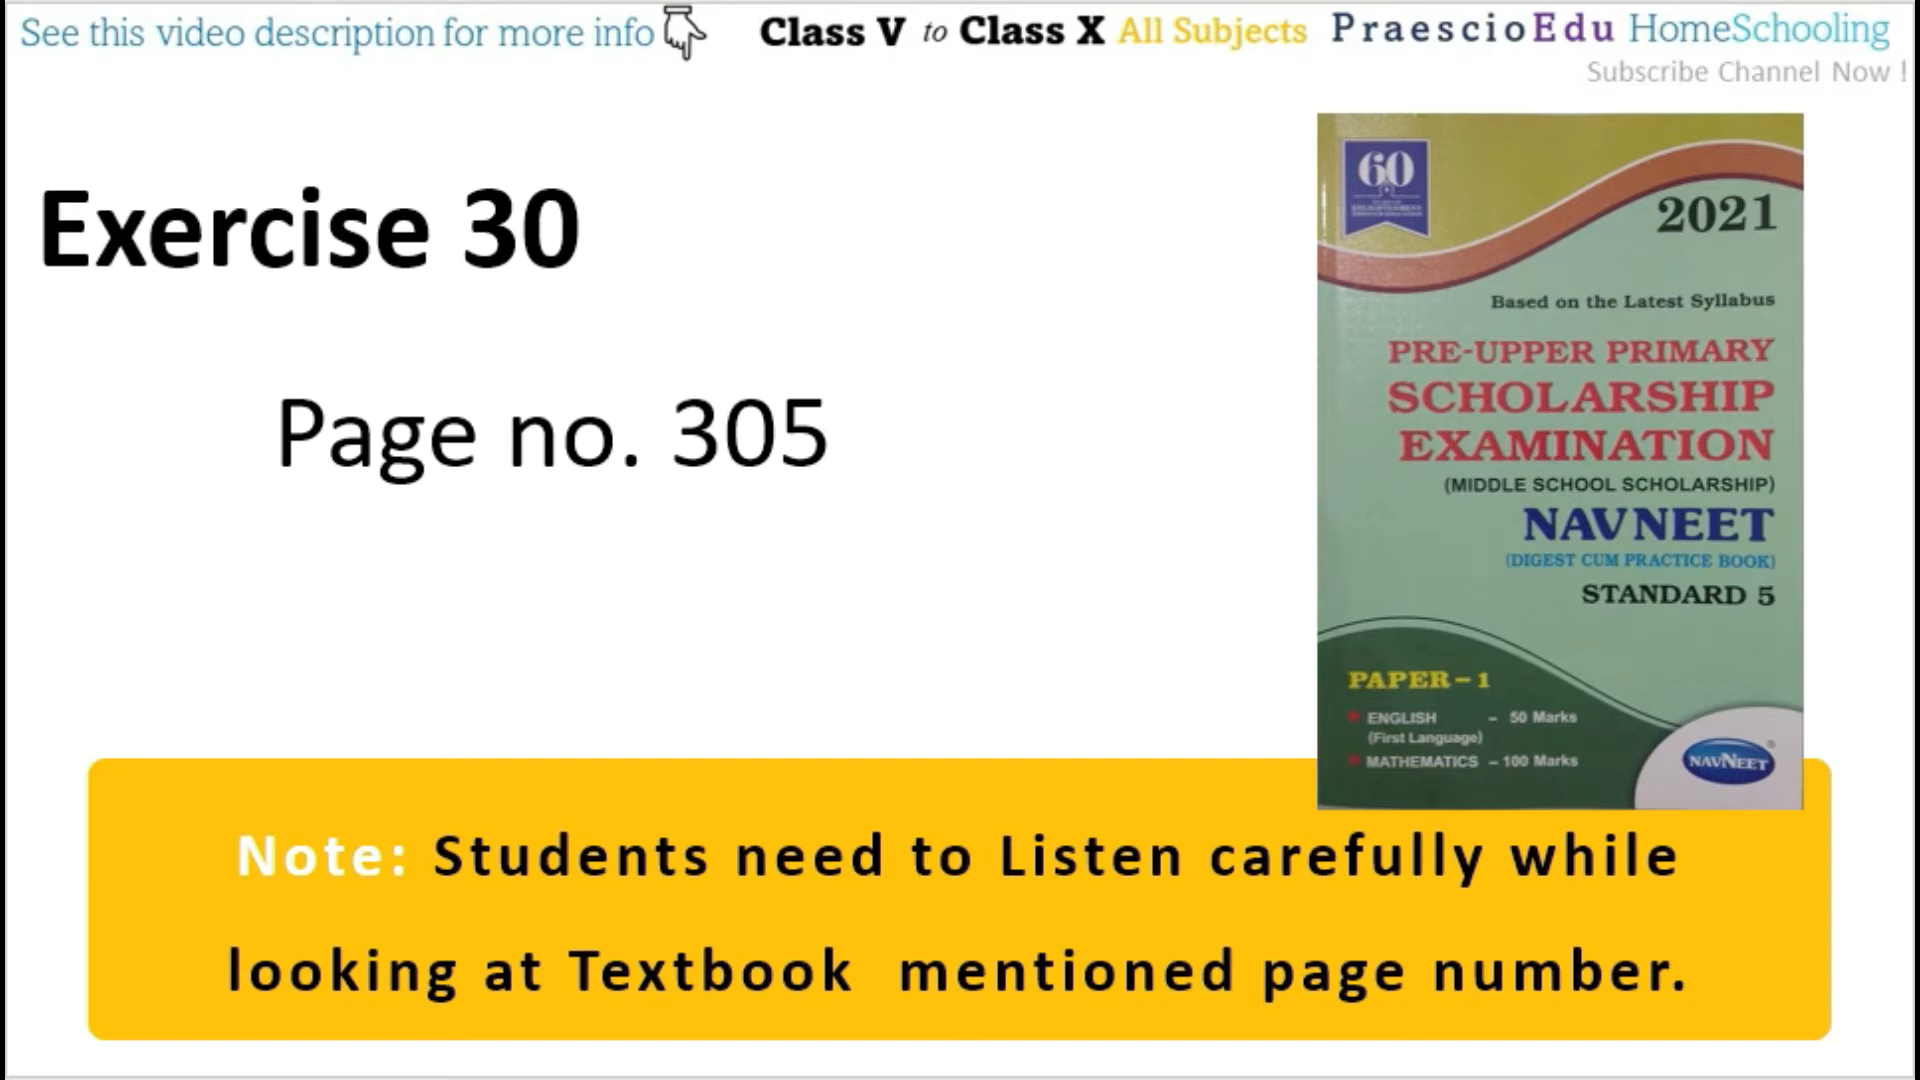 See this video description for more info
Class V to Class X All Subjects PraescioEdu HomeSchooling
Subscribe Channel Now !
Exercise 30
Page no. 305
60
2021
Based on the Latest Syllabus
PRE-UPPER PRIMARY
SCHOLARSHIP
EXAMINATION
(MIDDLE SCHOOL SCHOLARSHIP)
NAVNEET
(DIGEST CUM PRACTICE BOOK)
STANDARD 5
PAPER – 1
ENGLISH – 50 Marks
(First Language)
MATHEMATICS – 100 Marks
NAVNEET
Note: Students need to Listen carefully while
looking at Textbook mentioned page number.